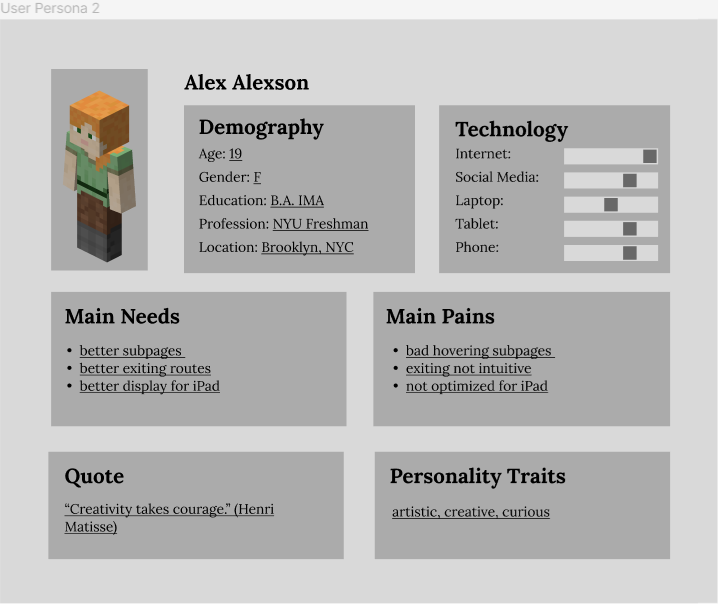 User Persona 2
Alex Alexson
Demography
Age: 19
Gender: F
Education: B.A. IMA
Profession: NYU Freshman
Location: Brooklyn, NYC
Technology
Internet:
Social Media:
Laptop:
Tablet:
Phone:
Main Needs
• better subpages
• better exiting routes
• better display for iPad
Main Pains
• bad hovering subpages
• exiting not intuitive
• not optimized for iPad
Quote
“Creativity takes courage.” (Henri
Matisse)
Personality Traits
artistic, creative, curious